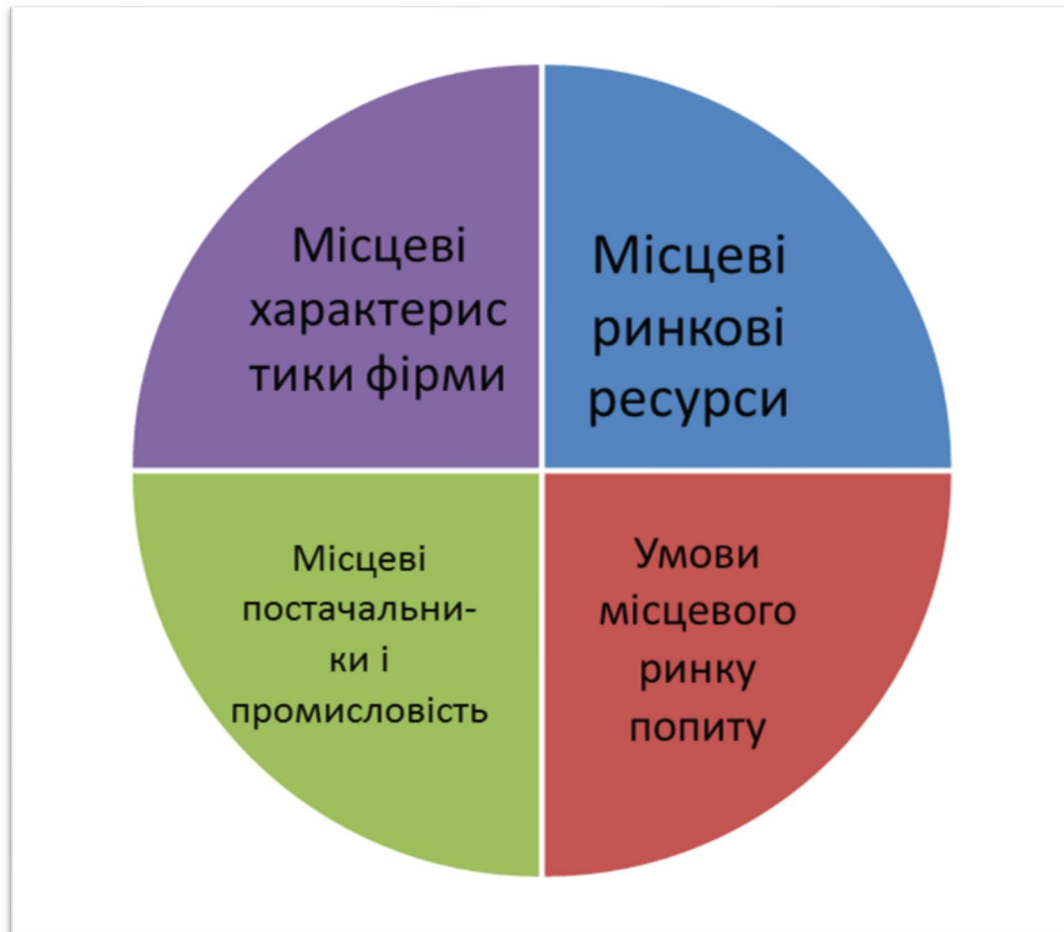 Місцеві
характерис
тики фірми
Місцеві
ринкові
ресурси
Місцеві
постачальни-
ки і
промисловість
Умови
місцевого
ринку
попиту